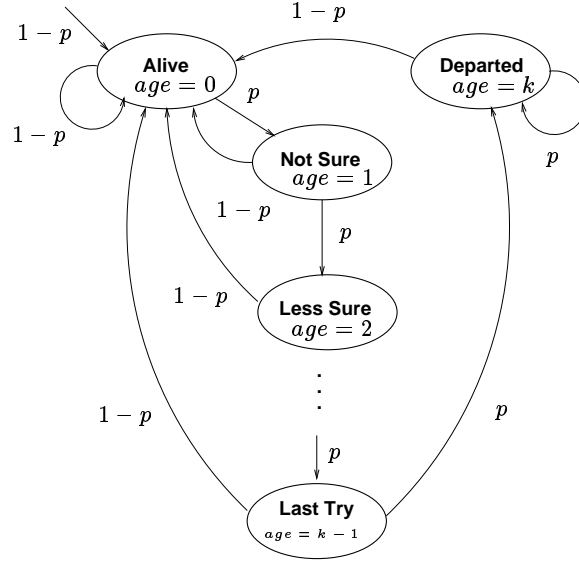 1 − p
1 − p
Alive
age = 0
Departed
age = k
p
1 − p
p
Not Sure
age = 1
1 − p
p
1 − p
Less Sure
age = 2
1 − p
p
p
Last Try
age = k − 1